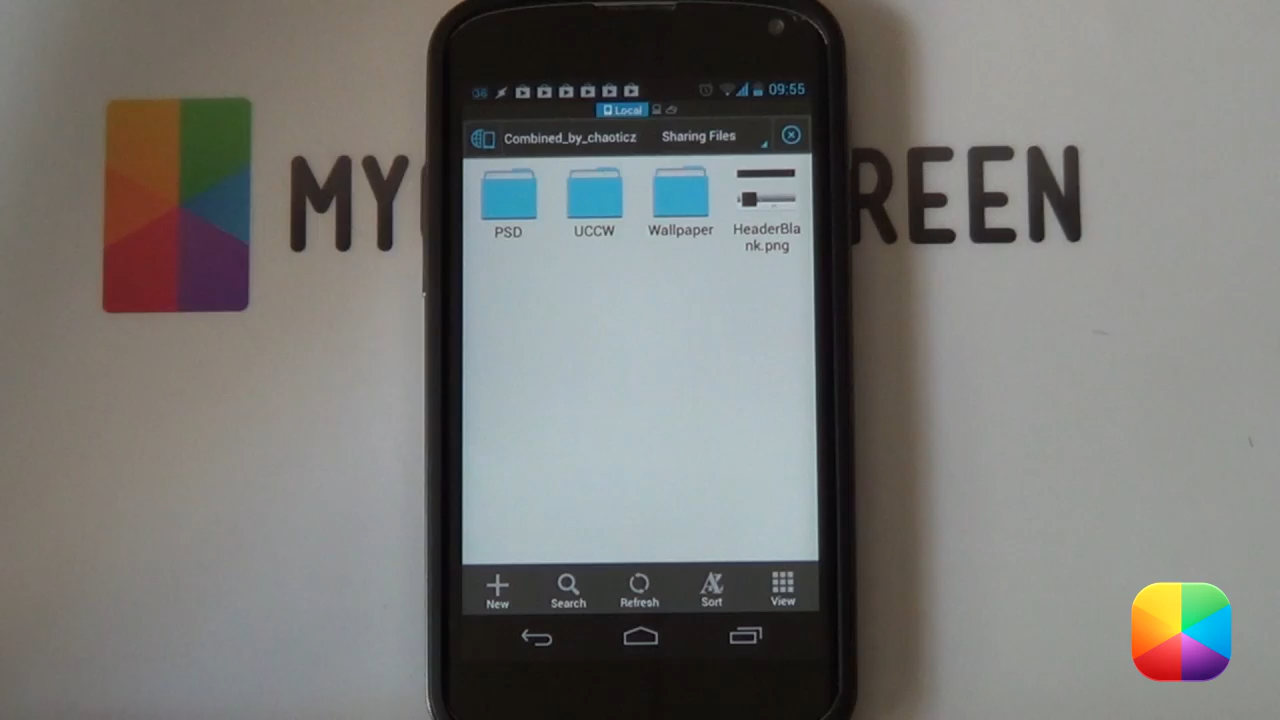 36 09:55
Local
Combined_by_chaoticz Sharing Files
MY REEN
PSD UCCW Wallpaper HeaderBla
nk.png
New Search Refresh Sort View